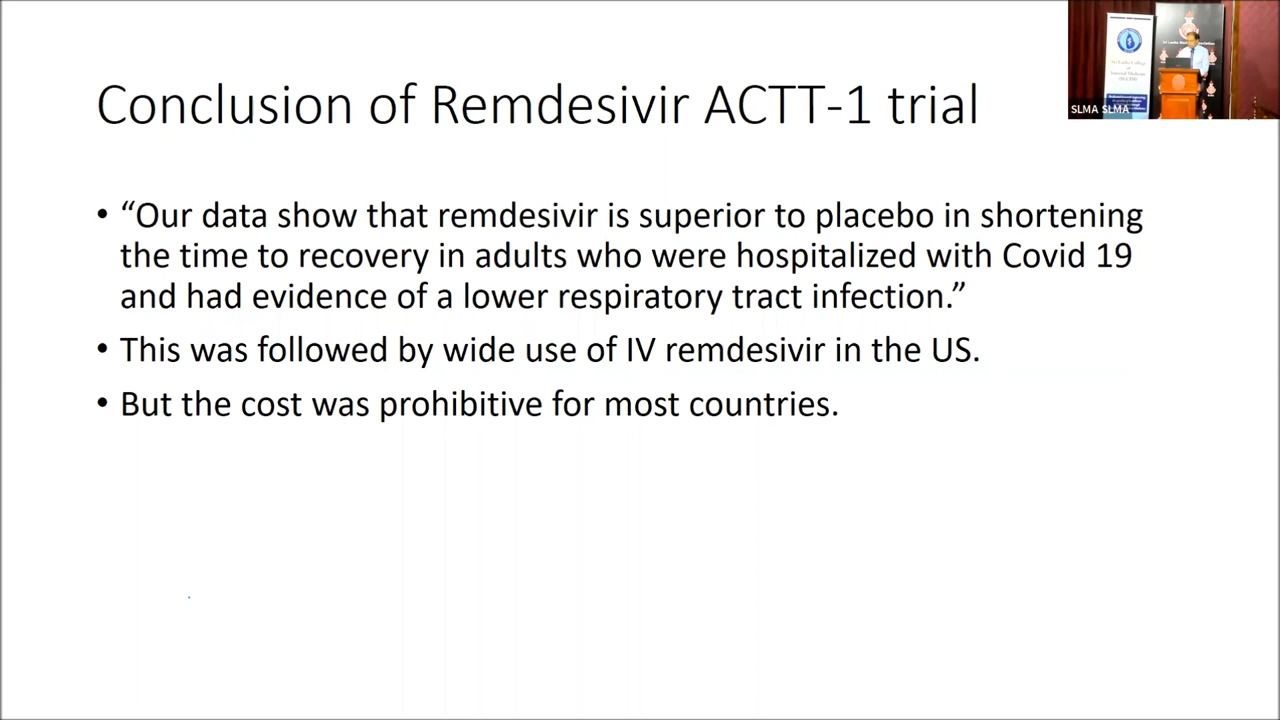 Conclusion of Remdesivir ACTT-1 trial
SLMA SLMA
• “Our data show that remdesivir is superior to placebo in shortening
the time to recovery in adults who were hospitalized with Covid 19
and had evidence of a lower respiratory tract infection.”
• This was followed by wide use of IV remdesivir in the US.
• But the cost was prohibitive for most countries.